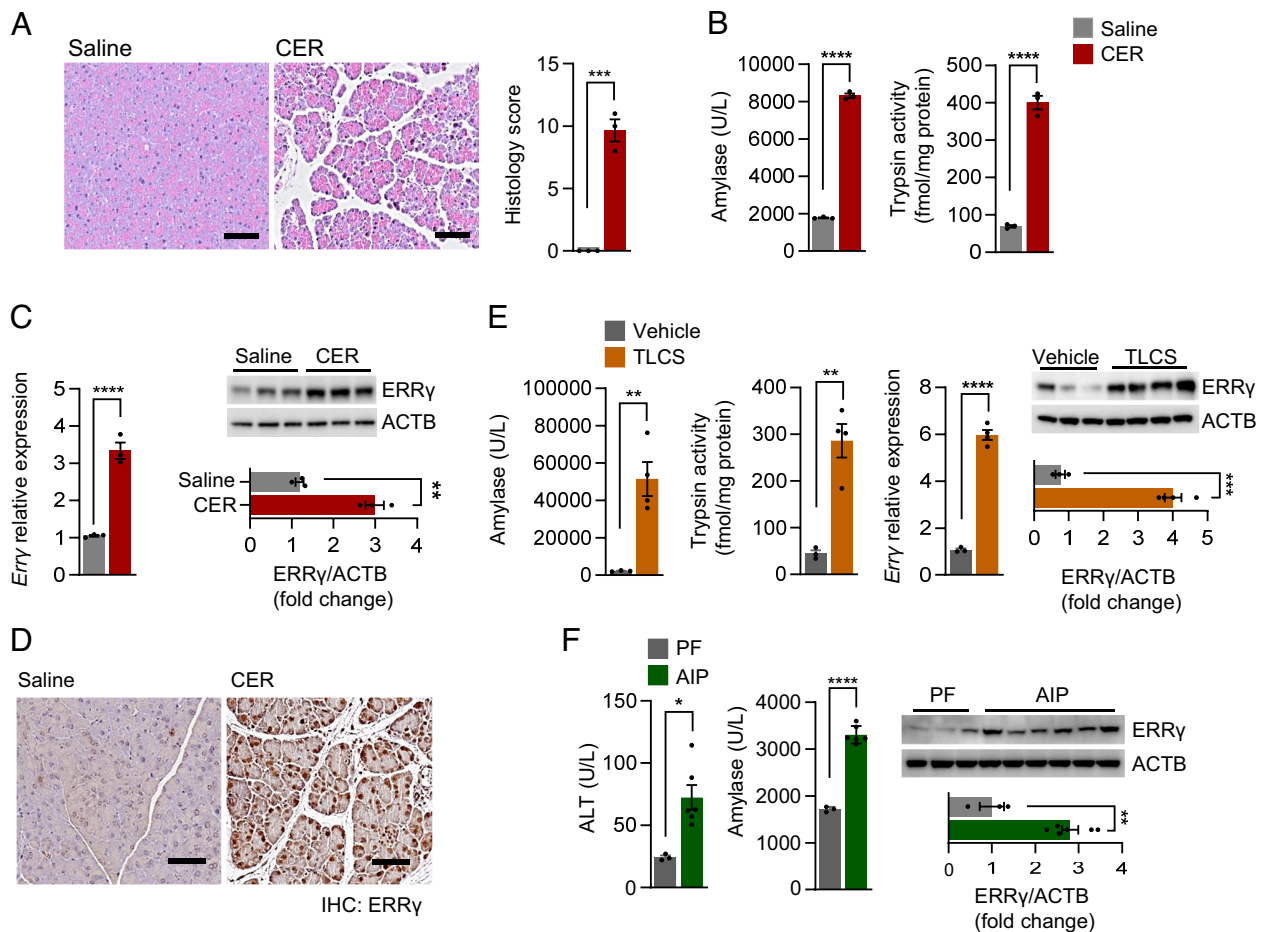 A
Saline
CER
Histology score
15
10
5
0
***
B
Saline
CER
Amylase (U/L)
10000
8000
6000
4000
2000
0
****
Trypsin activity
(fmol/mg protein)
500
400
300
200
100
0
****
C
Errγ relative expression
5
4
3
2
1
0
****
Saline CER
ERRγ
ACTB
Saline
CER
**
0 1 2 3 4
ERRγ/ACTB
(fold change)
E
Vehicle
TLCS
Amylase (U/L)
100000
80000
60000
40000
20000
0
**
Trypsin activity
(fmol/mg protein)
400
300
200
100
0
**
Errγ relative expression
8
6
4
2
0
****
Vehicle TLCS
ERRγ
ACTB
***
0 1 2 3 4 5
ERRγ/ACTB
(fold change)
D
Saline
CER
IHC: ERRγ
F
PF
AIP
ALT (U/L)
150
100
50
0
*
Amylase (U/L)
4000
3000
2000
1000
0
****
PF AIP
ERRγ
ACTB
**
0 1 2 3 4
ERRγ/ACTB
(fold change)